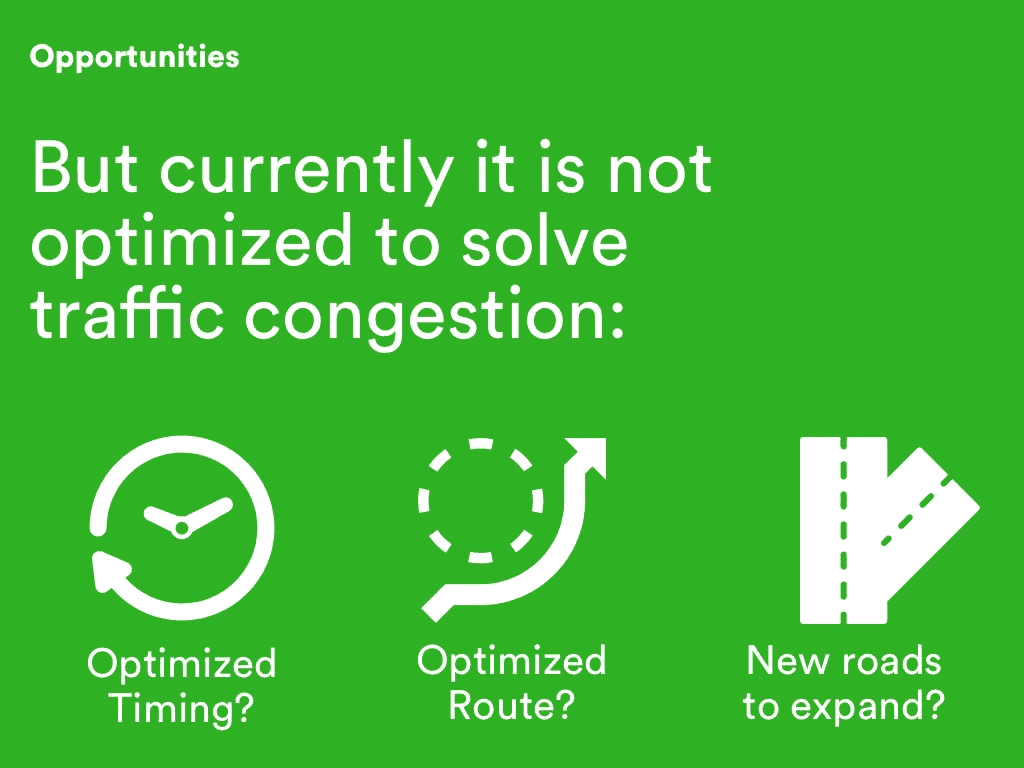 Opportunities
But currently it is not
optimized to solve
traffic congestion:
Optimized
Timing?
Optimized
Route?
New roads
to expand?